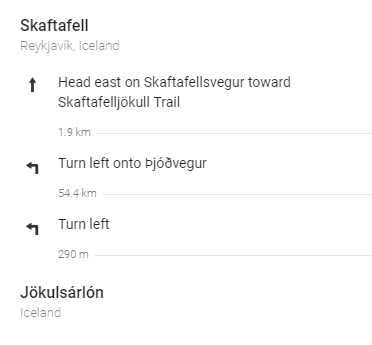 Skaftafell
Reykjavík, Iceland
Head east on Skaftafellsvegur toward
Skaftafelljökull Trail
1.9 km
Turn left onto Þjóðvegur
54.4 km
Turn left
290 m
Jökulsárlón
Iceland